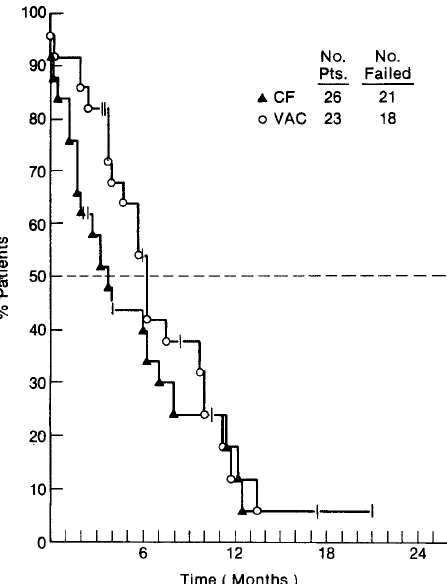 100
90
80
70
60
50
40
30
20
10
0
% Patients
No. No.
Pts. Failed
▲ CF 26 21
○ VAC 23 18
6 12 18 24
Time ( Months )